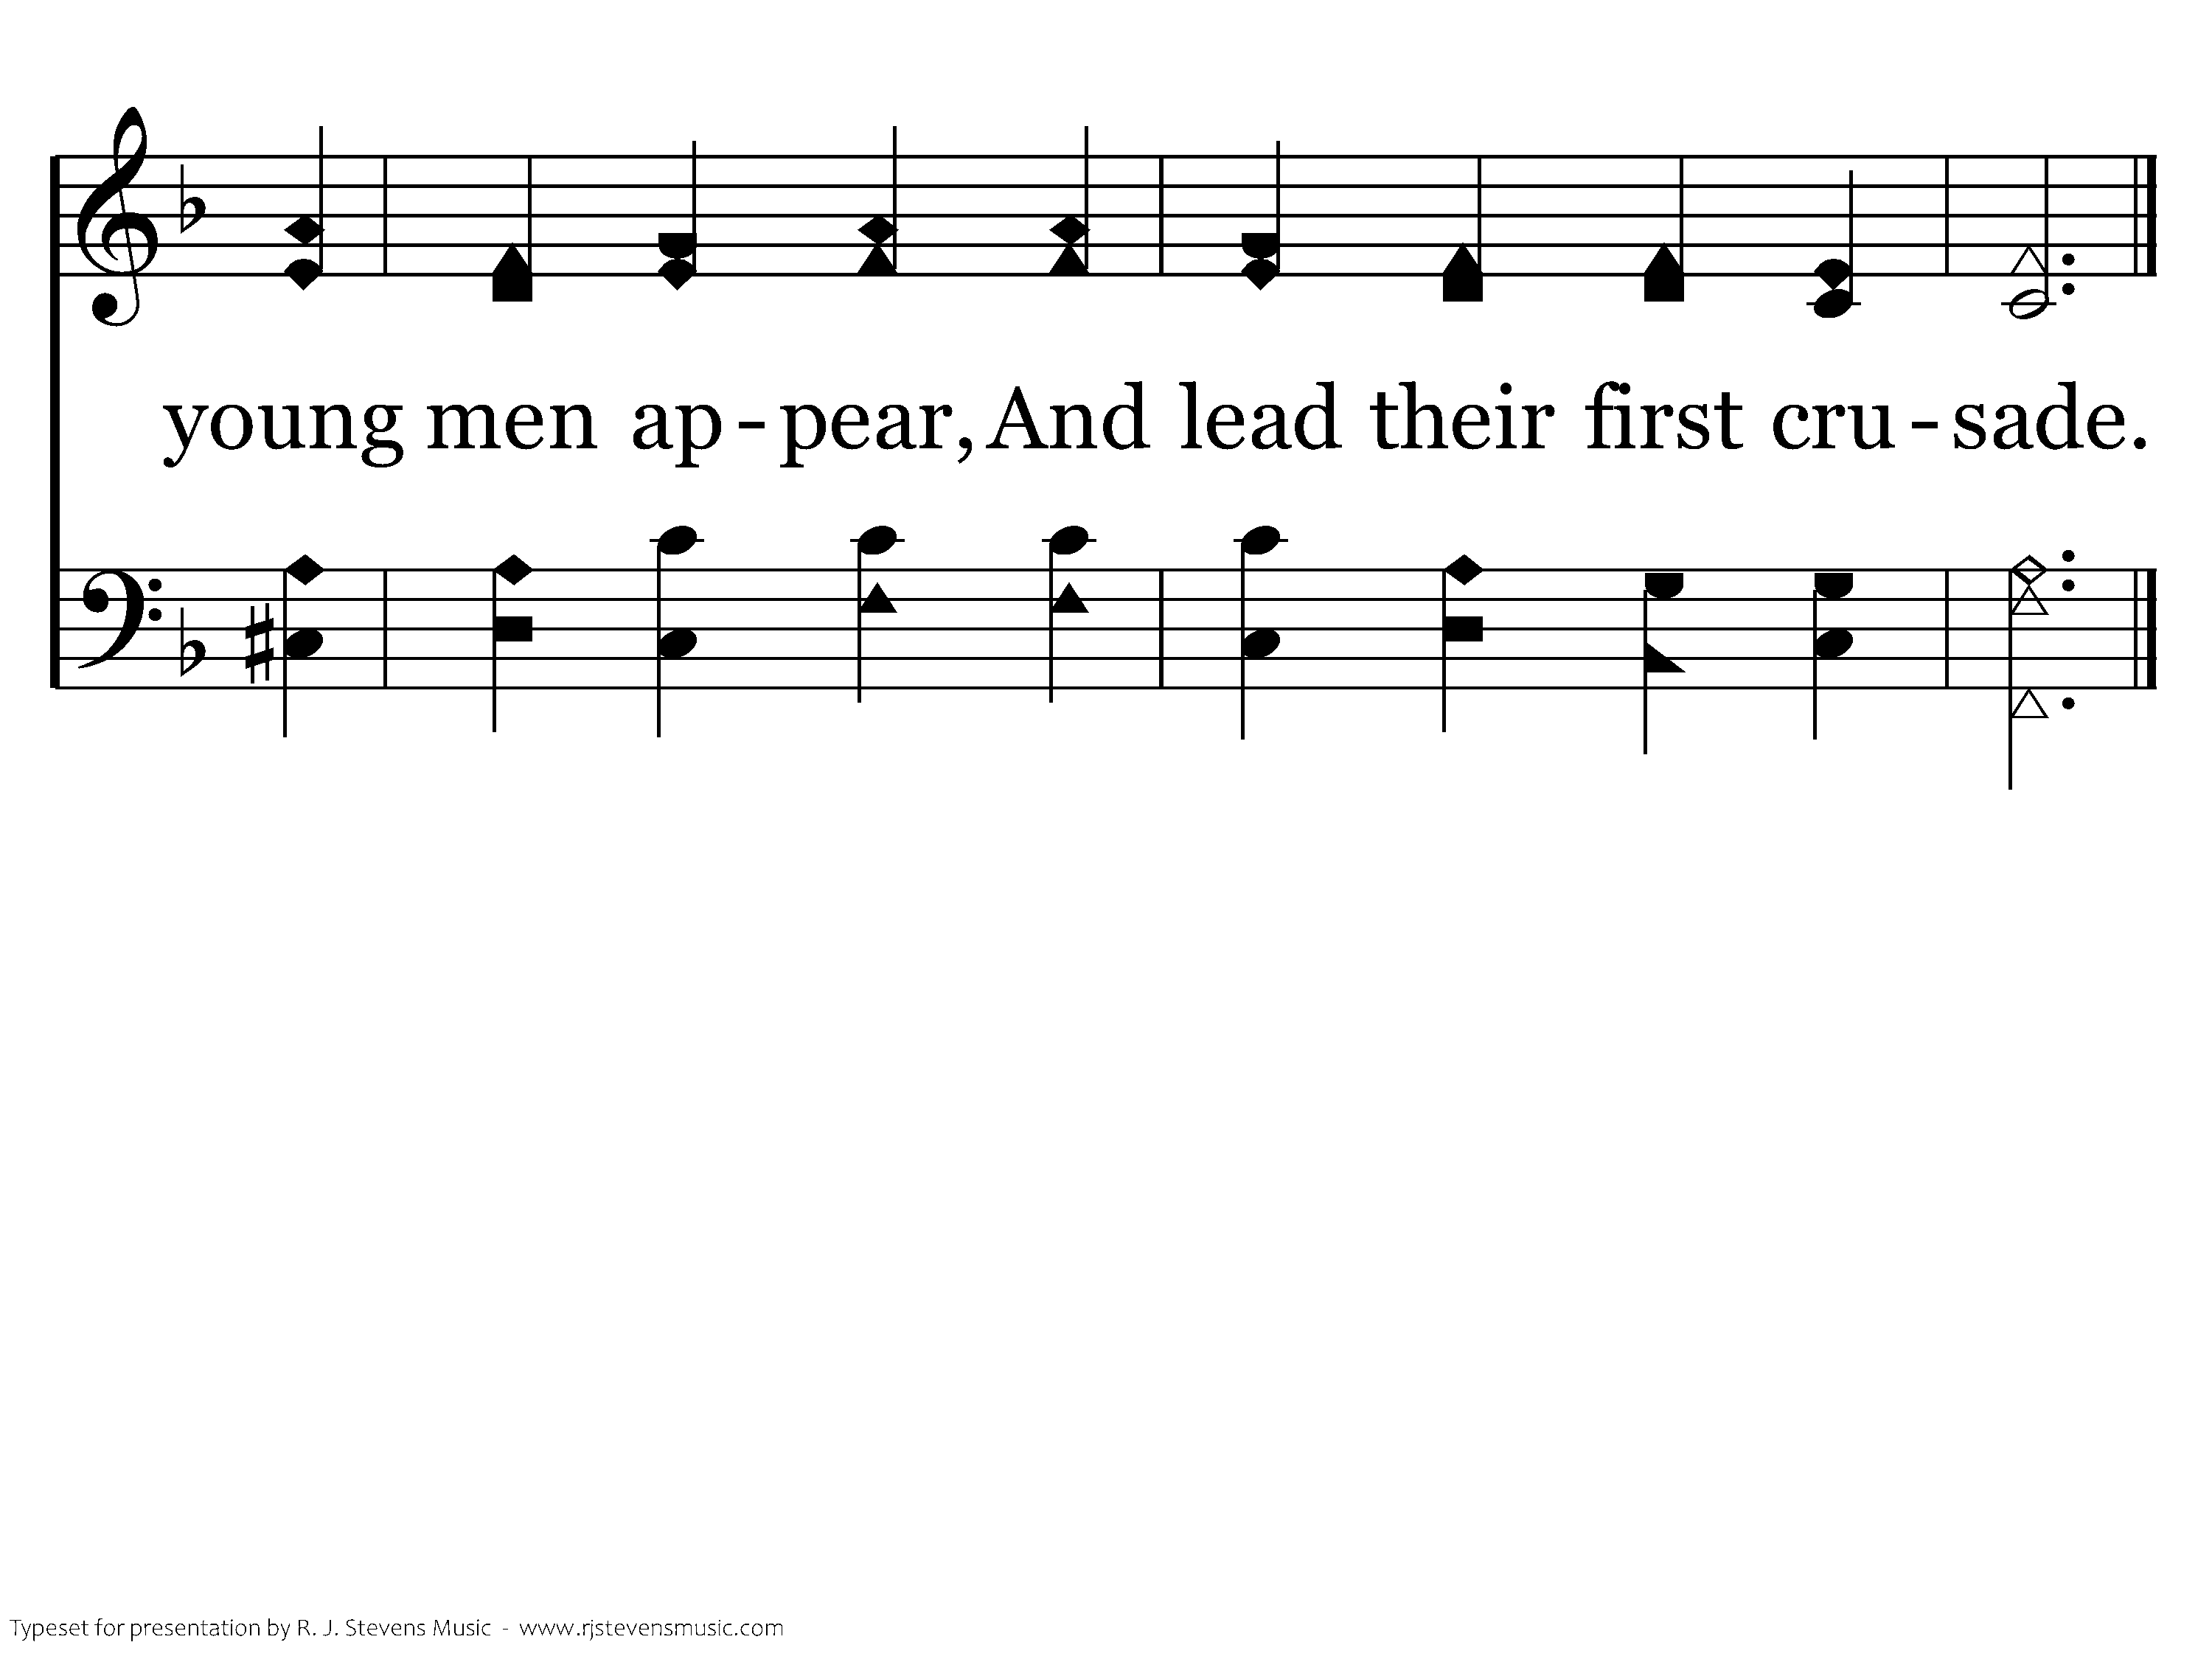 young men ap - pear, And lead their first cru - sade.
Typeset for presentation by R. J. Stevens Music - www.rjstevensmusic.com